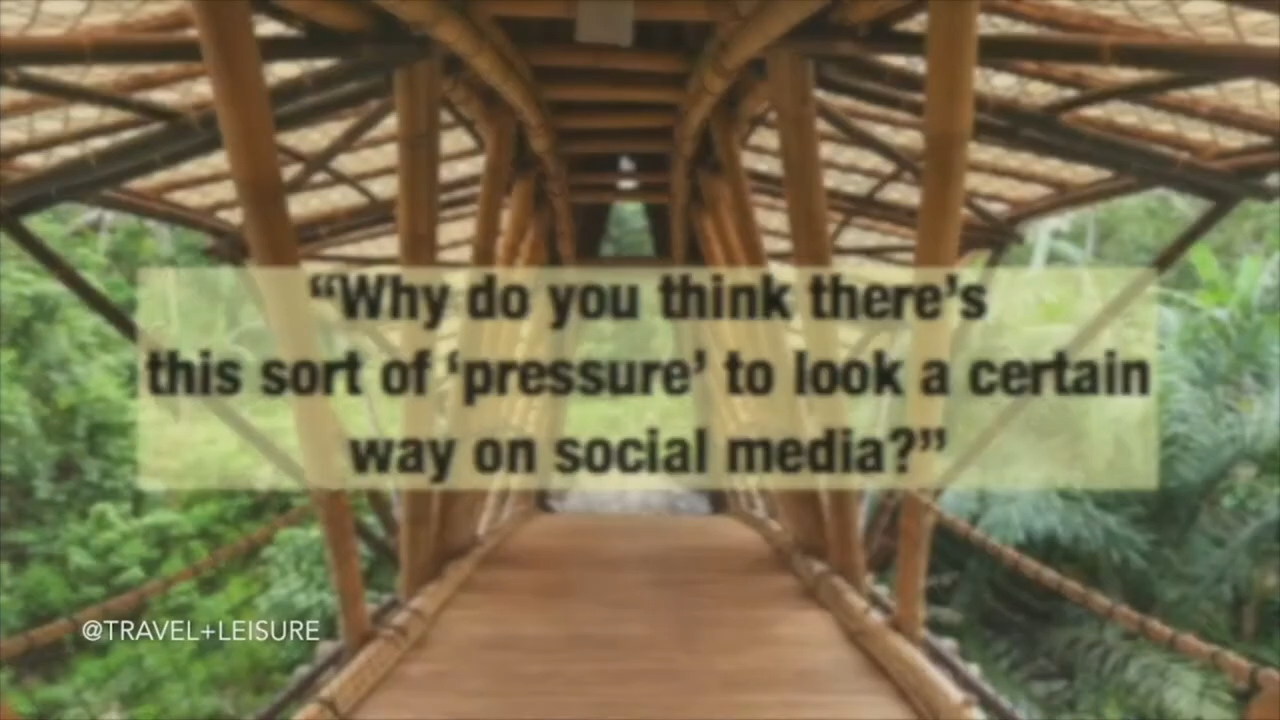 “Why do you think there’s
this sort of ‘pressure’ to look a certain
way on social media?”
@TRAVEL+LEISURE